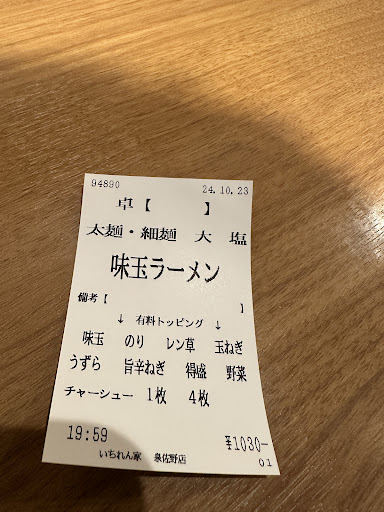 94890 24.10.23
卓【 】
太麺・細麺 大 塩
味玉ラーメン
備考【 】
↓ 有料トッピング ↓
味玉 のり レン草 玉ねぎ
うずら 旨辛ねぎ 得盛 野菜
チャーシュー 1枚 4枚
19:59 ¥1030-
いちれん家 泉佐野店 01